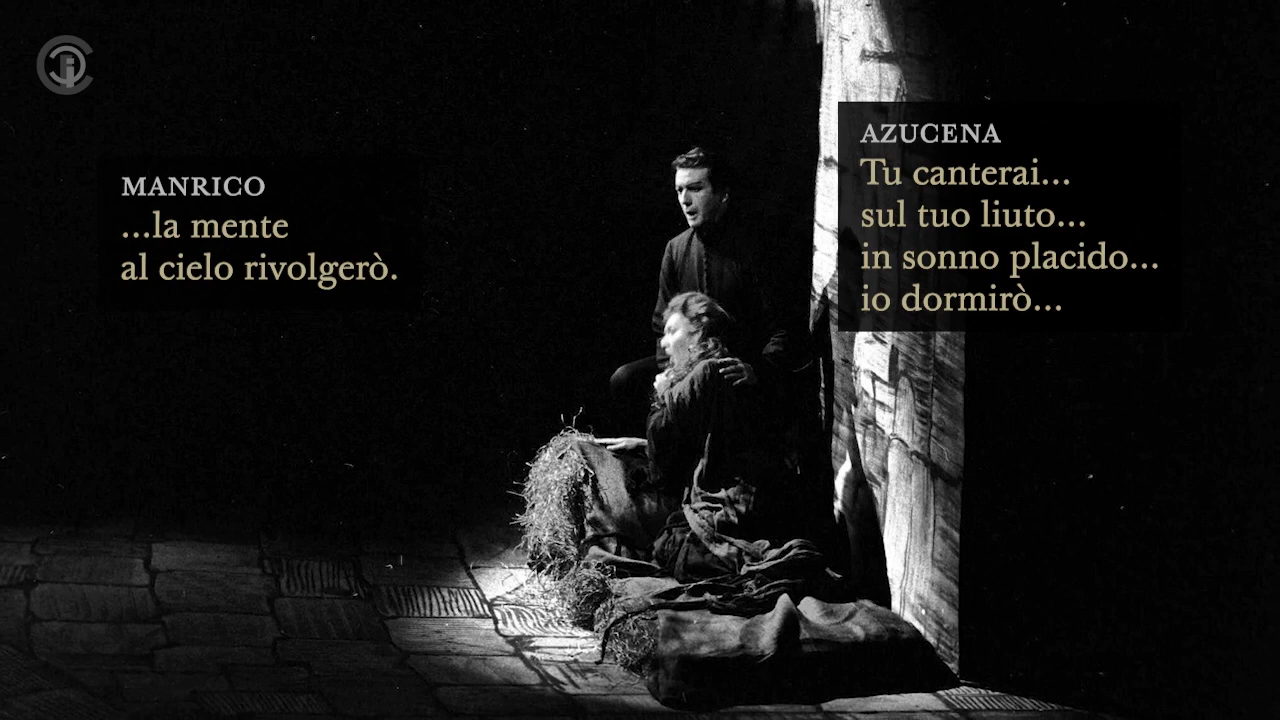 MANRICO
...la mente
al cielo rivolgerò.
AZUCENA
Tu canterai...
sul tuo liuto...
in sonno placido...
io dormirò...